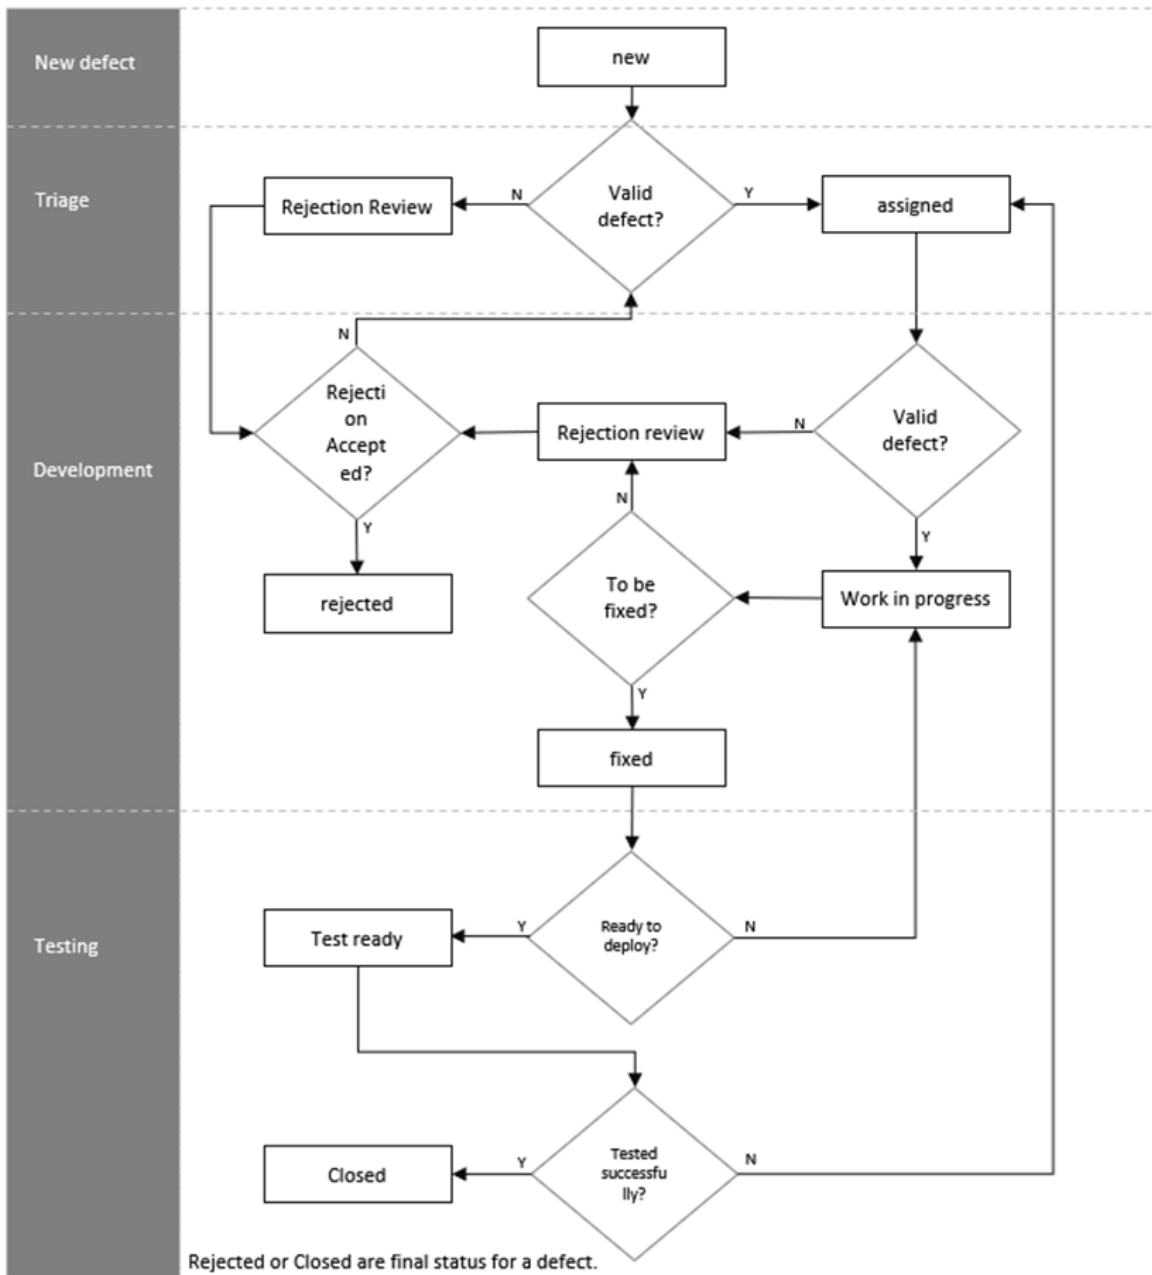 New defect
new
Triage
Rejection Review
N
Valid
defect?
Y
assigned
Development
N
Rejecti
on
Accept
ed?
Y
rejected
Rejection review
N
Valid
defect?
Y
N
To be
fixed?
Y
Work in progress
fixed
Testing
Test ready
Y
Ready to
deploy?
N
Closed
Y
Tested
successfu
lly?
N
Rejected or Closed are final status for a defect.